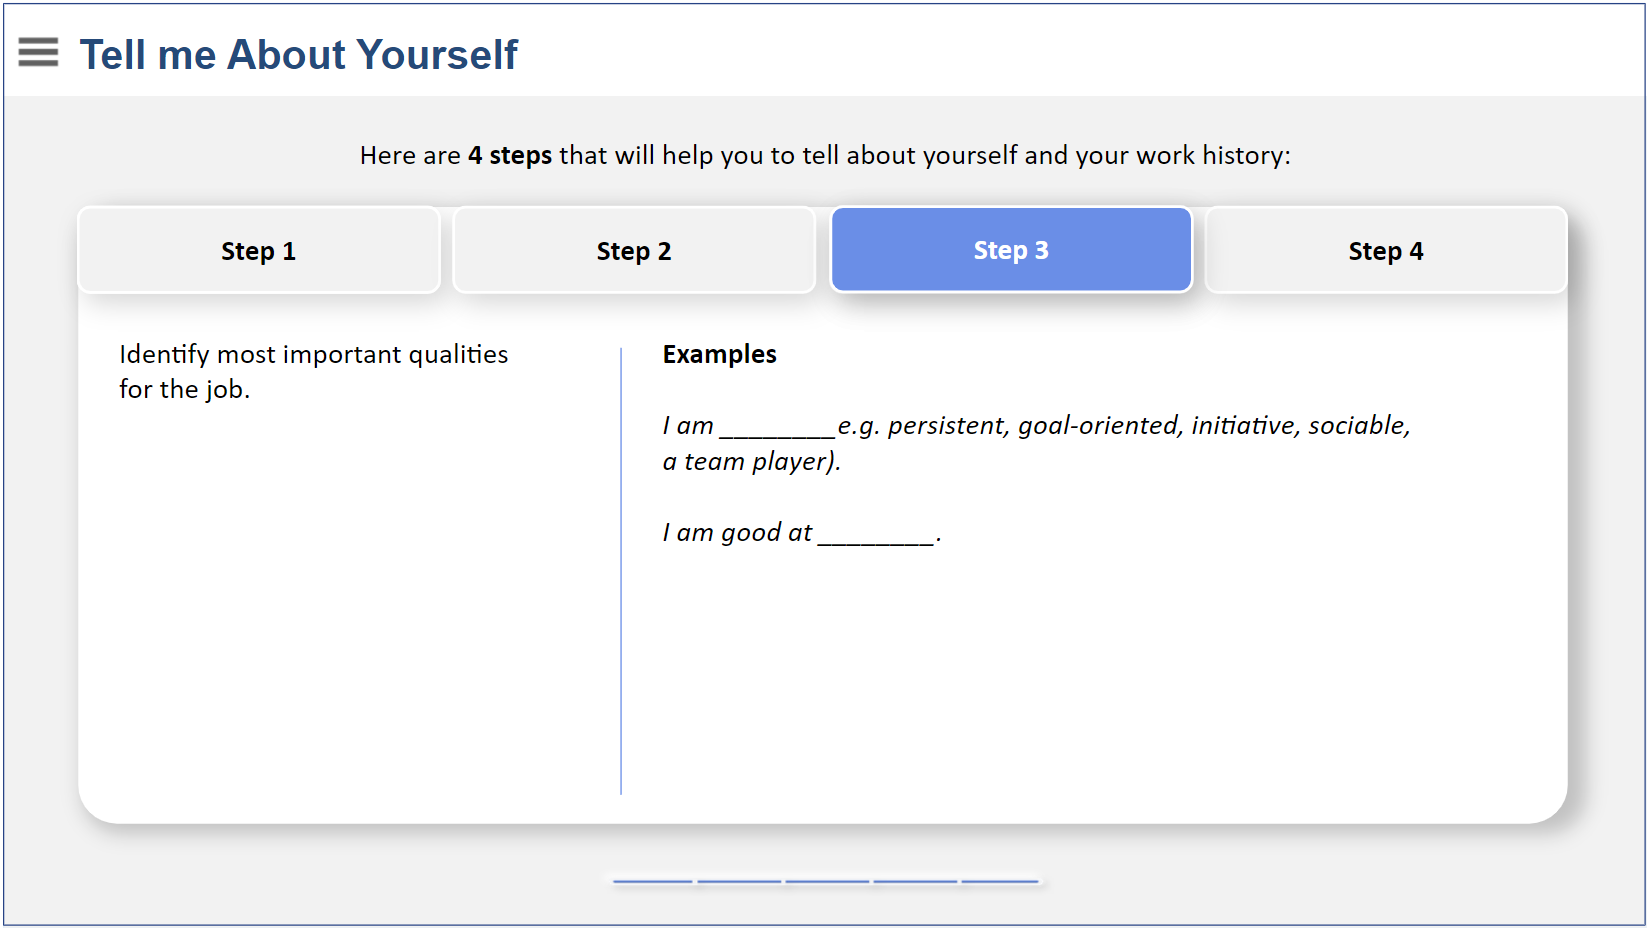 Tell me About Yourself
Here are 4 steps that will help you to tell about yourself and your work history:
Step 1
Step 2
Step 3
Step 4
Identify most important qualities
for the job.
Examples
I am ________ e.g. persistent, goal-oriented, initiative, sociable,
a team player).
I am good at ________.